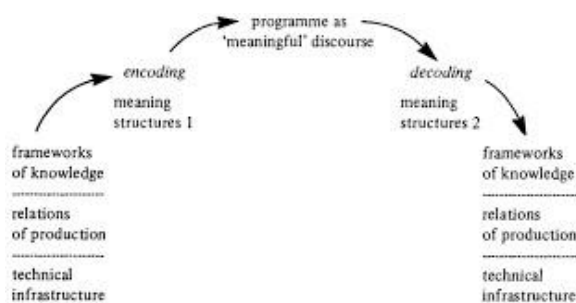 programme as
'meaningful' discourse
encoding
meaning
structures 1
decoding
meaning
structures 2
frameworks
of knowledge
relations
of production
technical
infrastructure
frameworks
of knowledge
relations
of production
technical
infrastructure